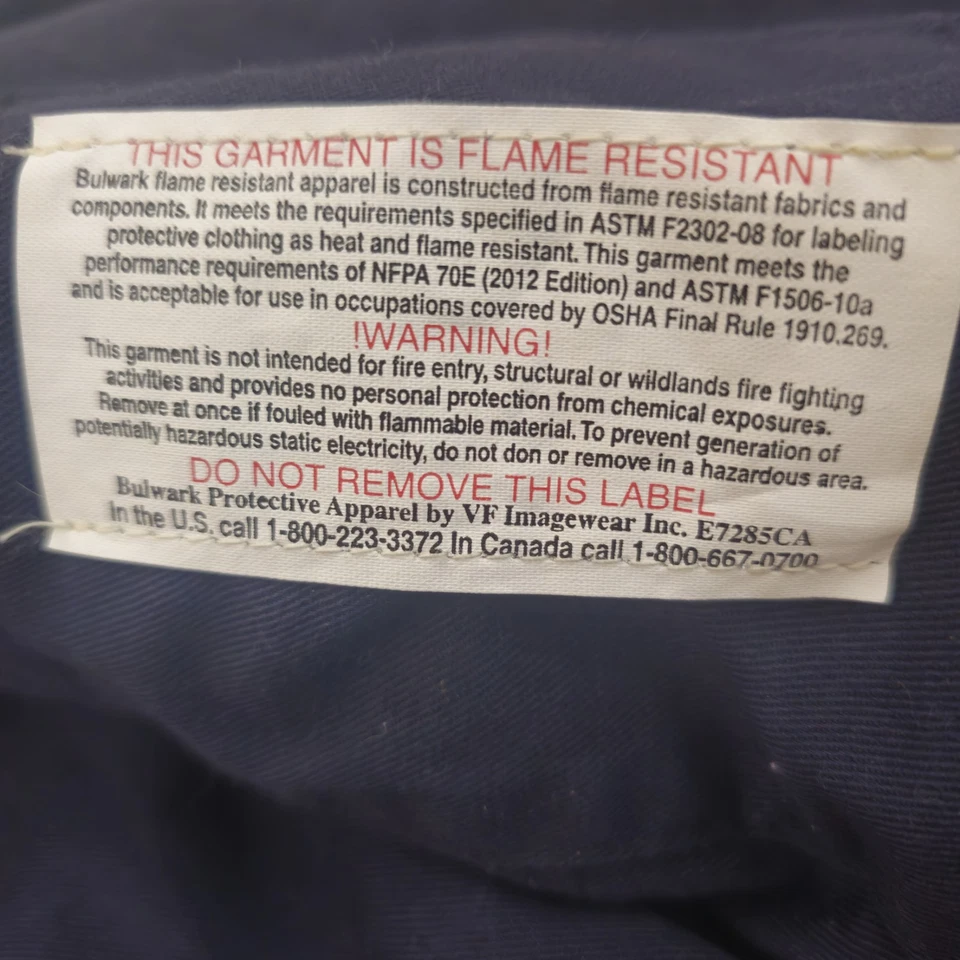 THIS GARMENT IS FLAME RESISTANT
Bulwark flame resistant apparel is constructed from flame resistant fabrics and
components. It meets the requirements specified in ASTM F2302-08 for labeling
protective clothing as heat and flame resistant. This garment meets the
performance requirements of NFPA 70E (2012 Edition) and ASTM F1506-10a
and is acceptable for use in occupations covered by OSHA Final Rule 1910.269.
!WARNING!
This garment is not intended for fire entry, structural or wildlands fire fighting
activities and provides no personal protection from chemical exposures.
Remove at once if fouled with flammable material. To prevent generation of
potentially hazardous static electricity, do not don or remove in a hazardous area.
DO NOT REMOVE THIS LABEL
Bulwark Protective Apparel by VF Imagewear Inc. E7285CA
In the U.S. call 1-800-223-3372 In Canada call 1-800-667-0700